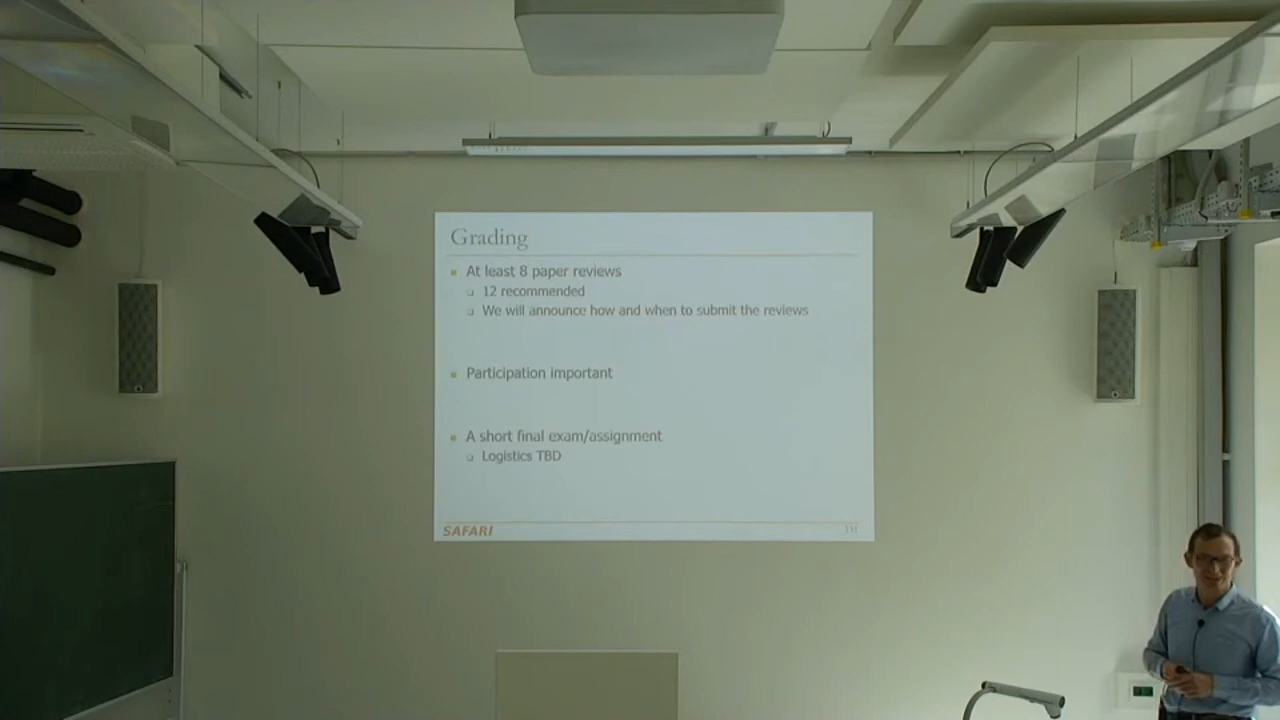 Grading
At least 8 paper reviews
12 recommended
We will announce how and when to submit the reviews
Participation important
A short final exam/assignment
Logistics TBD
SAFARI